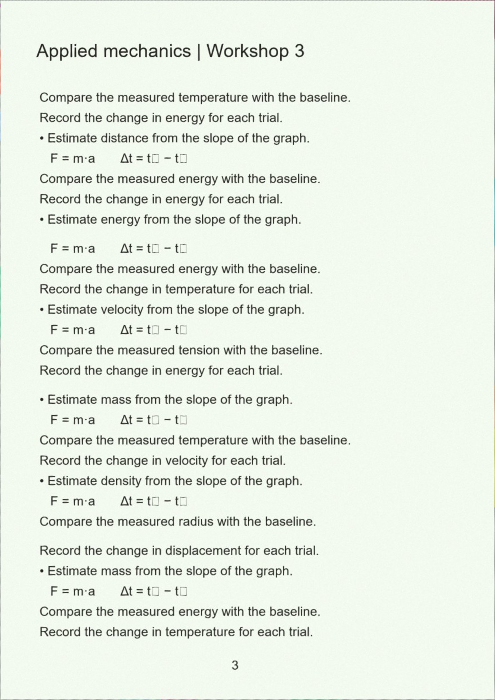 Applied mechanics | Workshop 3
Compare the measured temperature with the baseline.
Record the change in energy for each trial.
• Estimate distance from the slope of the graph.
F = m·a Δt = t□ − t□
Compare the measured energy with the baseline.
Record the change in energy for each trial.
• Estimate energy from the slope of the graph.
F = m·a Δt = t□ − t□
Compare the measured energy with the baseline.
Record the change in temperature for each trial.
• Estimate velocity from the slope of the graph.
F = m·a Δt = t□ − t□
Compare the measured tension with the baseline.
Record the change in energy for each trial.
• Estimate mass from the slope of the graph.
F = m·a Δt = t□ − t□
Compare the measured temperature with the baseline.
Record the change in velocity for each trial.
• Estimate density from the slope of the graph.
F = m·a Δt = t□ − t□
Compare the measured radius with the baseline.
Record the change in displacement for each trial.
• Estimate mass from the slope of the graph.
F = m·a Δt = t□ − t□
Compare the measured energy with the baseline.
Record the change in temperature for each trial.
3